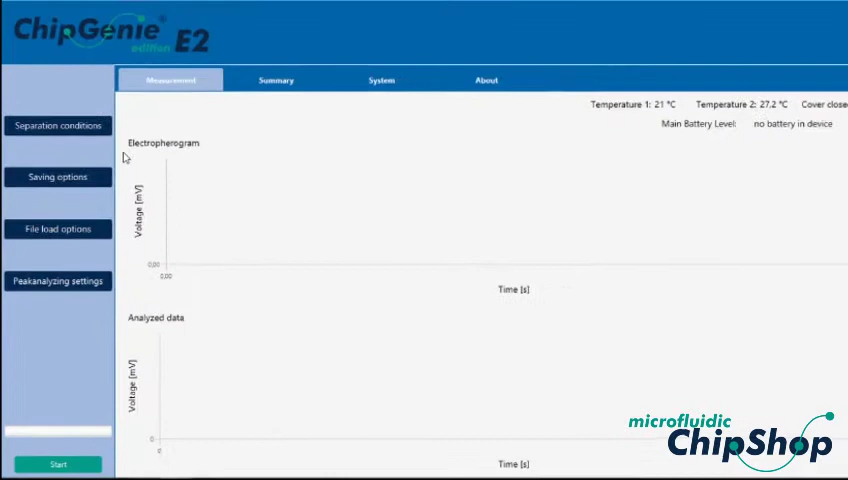 ChipGenie®
edition E2
Measurement
Summary
System
About
Temperature 1: 21 °C
Temperature 2: 27.2 °C
Cover close
Main Battery Level:
no battery in device
Separation conditions
Saving options
File load options
Peakanalyzing settings
Start
Electropherogram
Voltage [mV]
0,00
0,00
Time [s]
Analyzed data
Voltage [mV]
0
0
Time [s]
microfluidic
ChipShop